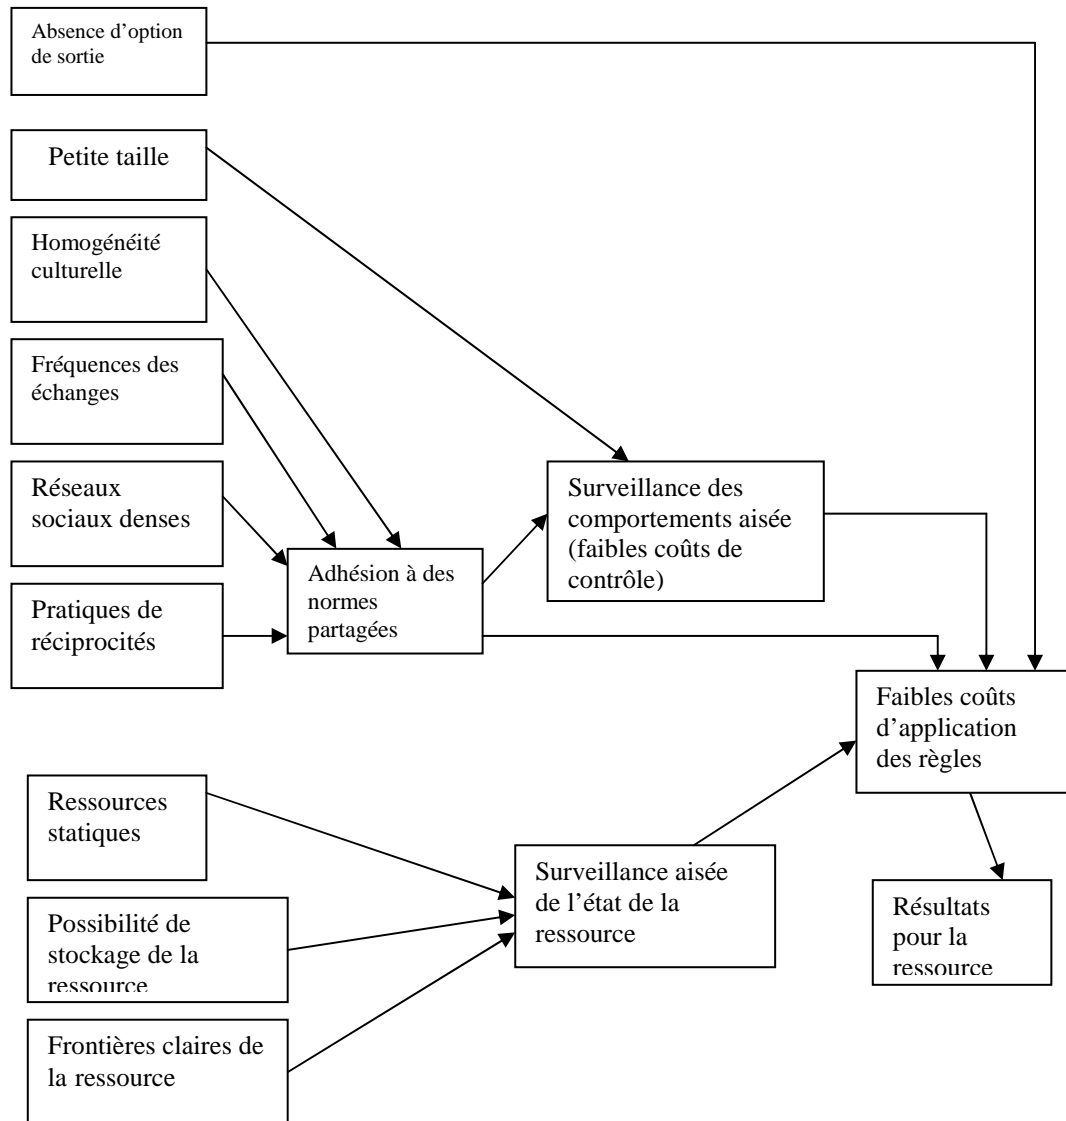 Absence d'option
de sortie
Petite taille
Homogénéité
culturelle
Fréquences des
échanges
Réseaux
sociaux denses
Pratiques de
réciprocités
Adhésion à des
normes
partagées
Surveillance des
comportements aisée
(faibles coûts de
contrôle)
Faibles coûts
d'application
des règles
Ressources
statiques
Possibilité de
stockage de la
ressource
Frontières claires de
la ressource
Surveillance aisée
de l'état de la
ressource
Résultats
pour la
ressource